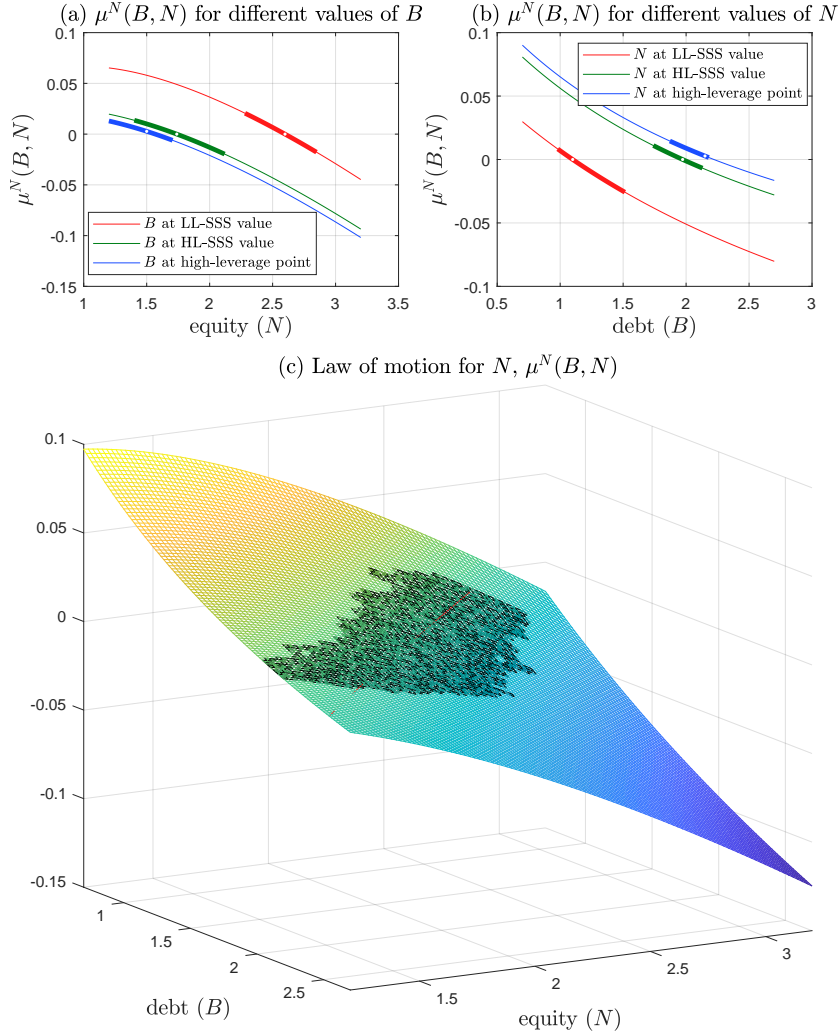 (a) μ^N(B, N) for different values of B
(b) μ^N(B, N) for different values of N
0.1
0.05
0
-0.05
-0.1
-0.15
μ^N(B, N)
1
1.5
2
2.5
3
3.5
equity (N)
B at LL-SSS value
B at HL-SSS value
B at high-leverage point
0.1
0.05
0
-0.05
-0.1
μ^N(B, N)
0.5
1
1.5
2
2.5
3
debt (B)
N at LL-SSS value
N at HL-SSS value
N at high-leverage point
(c) Law of motion for N, μ^N(B, N)
0.1
0.05
0
-0.05
-0.1
-0.15
1
1.5
2
2.5
debt (B)
1.5
2
2.5
3
equity (N)